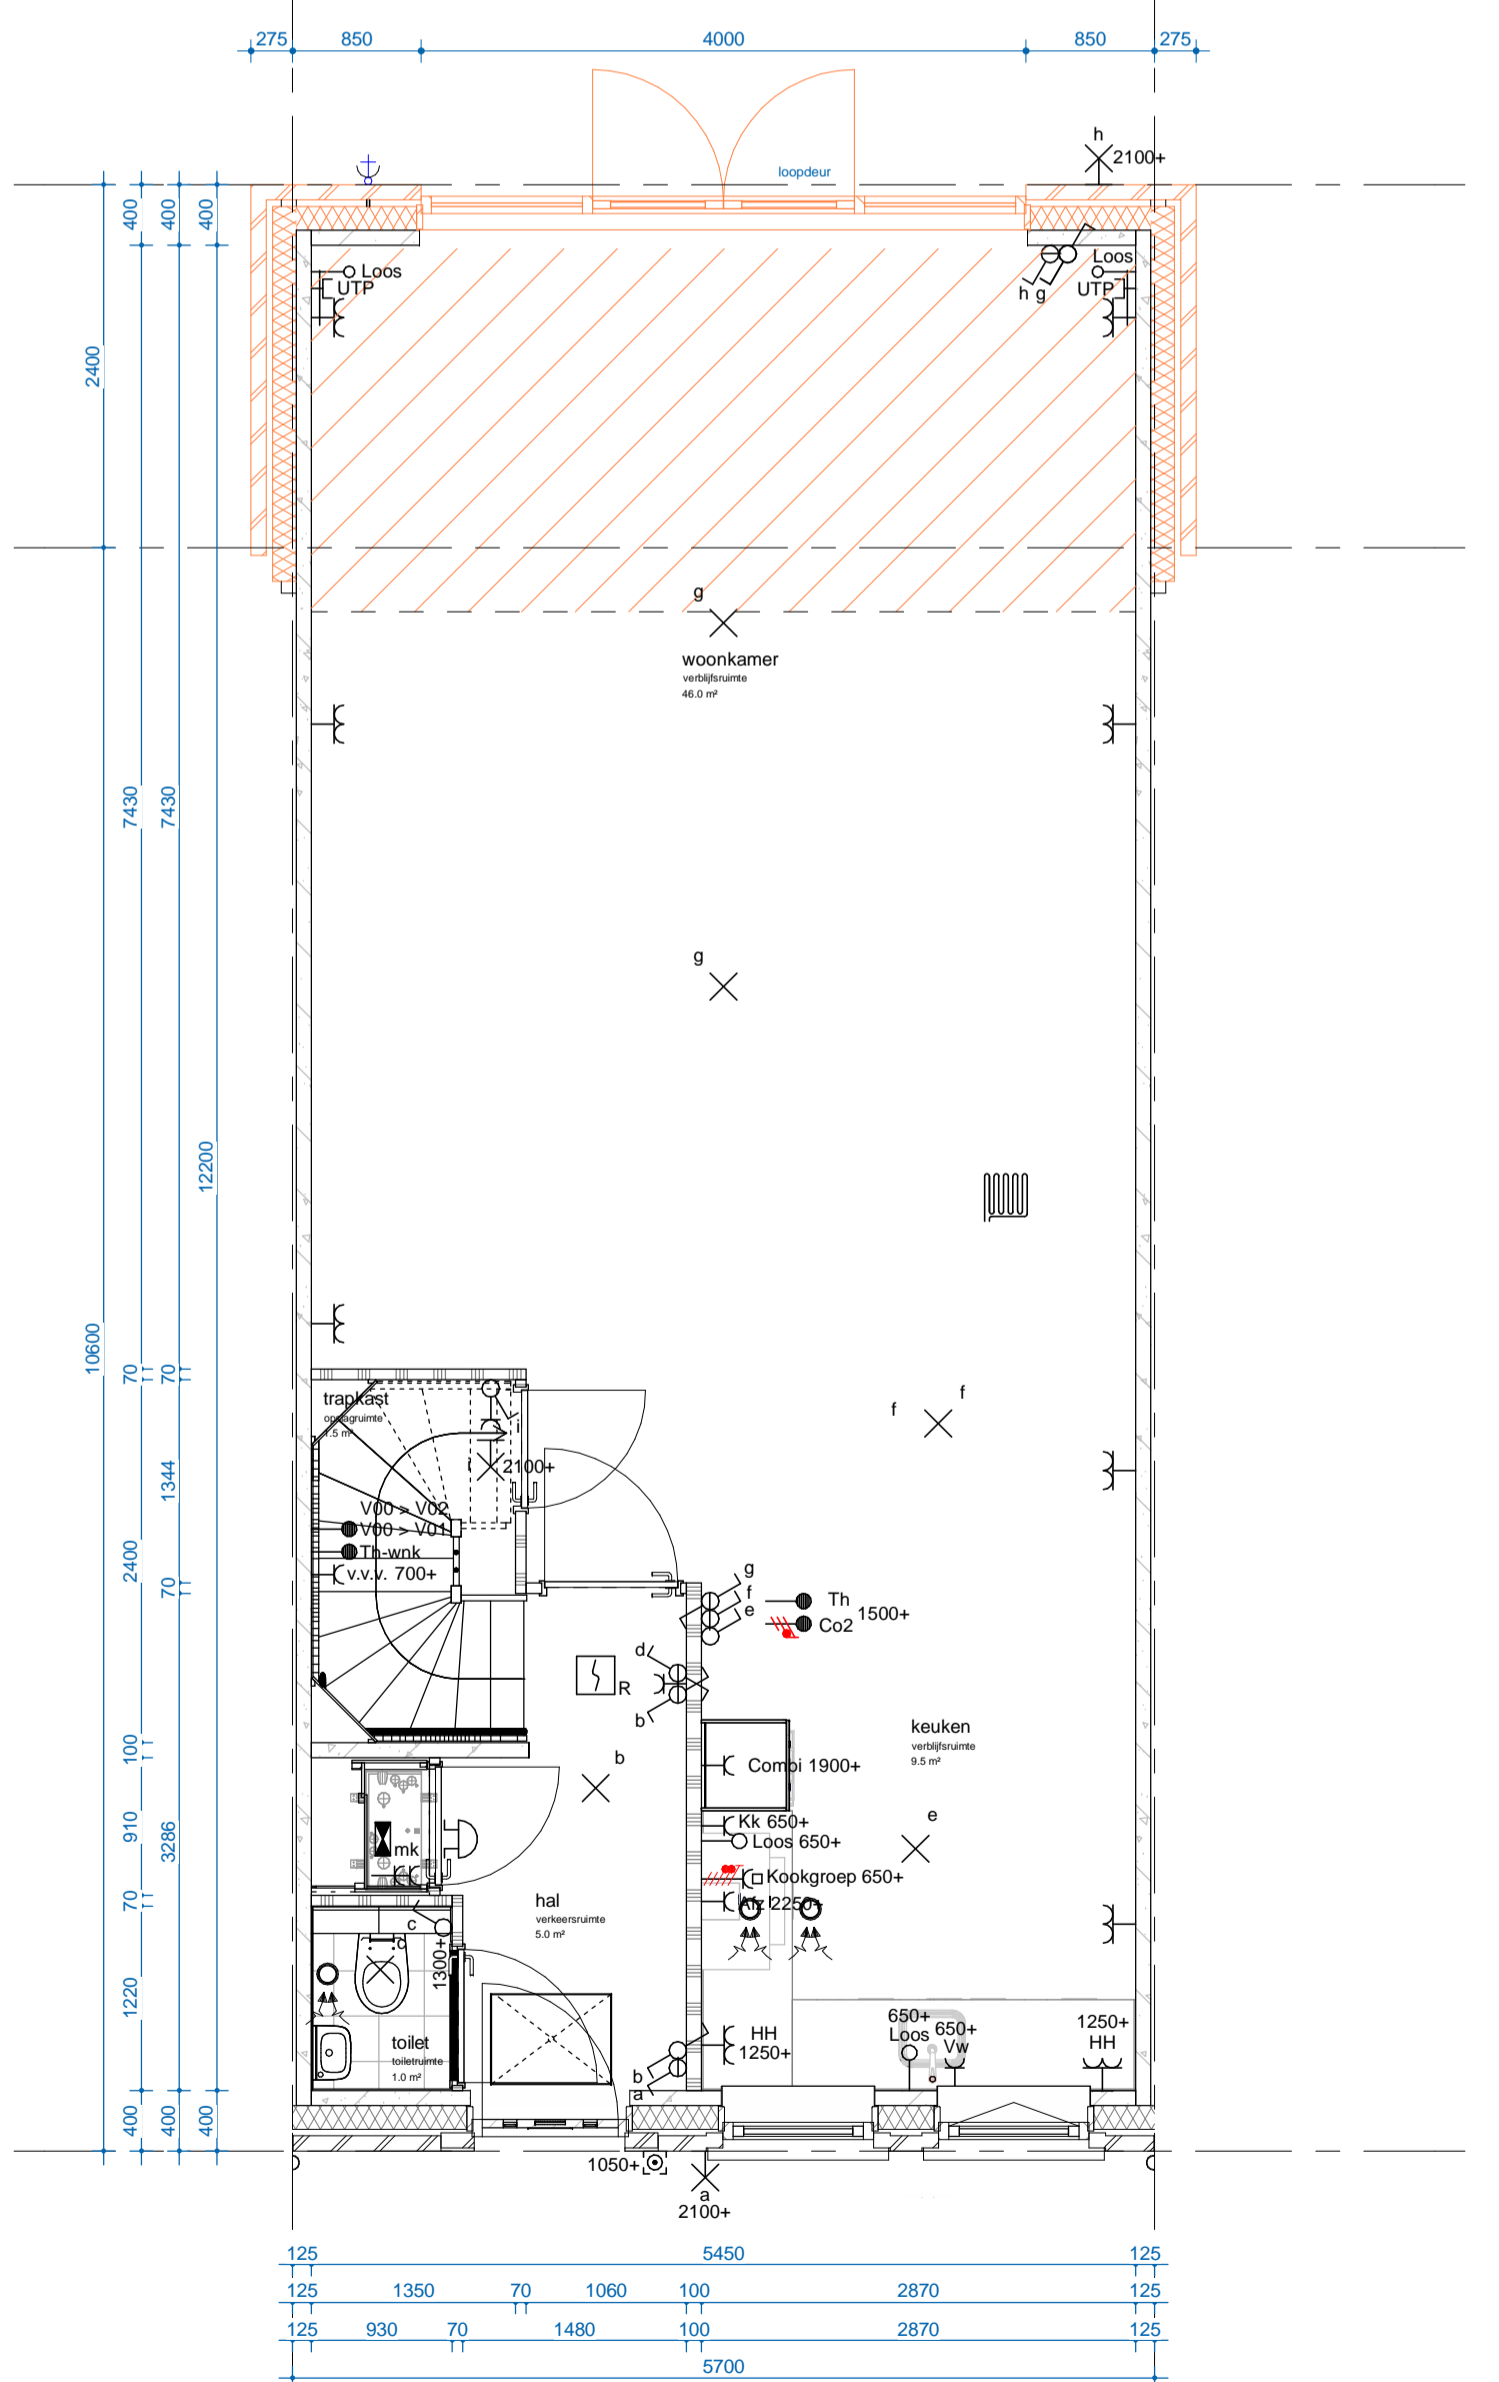 275 850 4000 850 275
h
2100+
loopdeur
400 400 400
Loos
UTP
Loos
UTP
h g
2400
g
woonkamer
verblijfsruimte
46.0 m²
7430 7430
g
12200
10600
70 70
trapkast
opslagruimte
1.5 m²
i
i
2100+
f
f
1344
V00 > V02
V00 > V01
Th-wnk
v.v.v. 700+
2400
70
g
f
e
Th
Co2
1500+
d
R
b
keuken
verblijfsruimte
9.5 m²
100
b
Combi 1900+
e
910
3286
mk
Kk 650+
Loos 650+
Kookgroep 650+
Afz 2250+
70
hal
verkeersruimte
5.0 m²
c
c
1300+
1220
toilet
toiletruimte
1.0 m²
HH
1250+
650+
Loos
650+
Vw
1250+
HH
b
a
400 400 400
1050+
a
2100+
125 5450 125
125 1350 70 1060 100 2870 125
125 930 70 1480 100 2870 125
5700